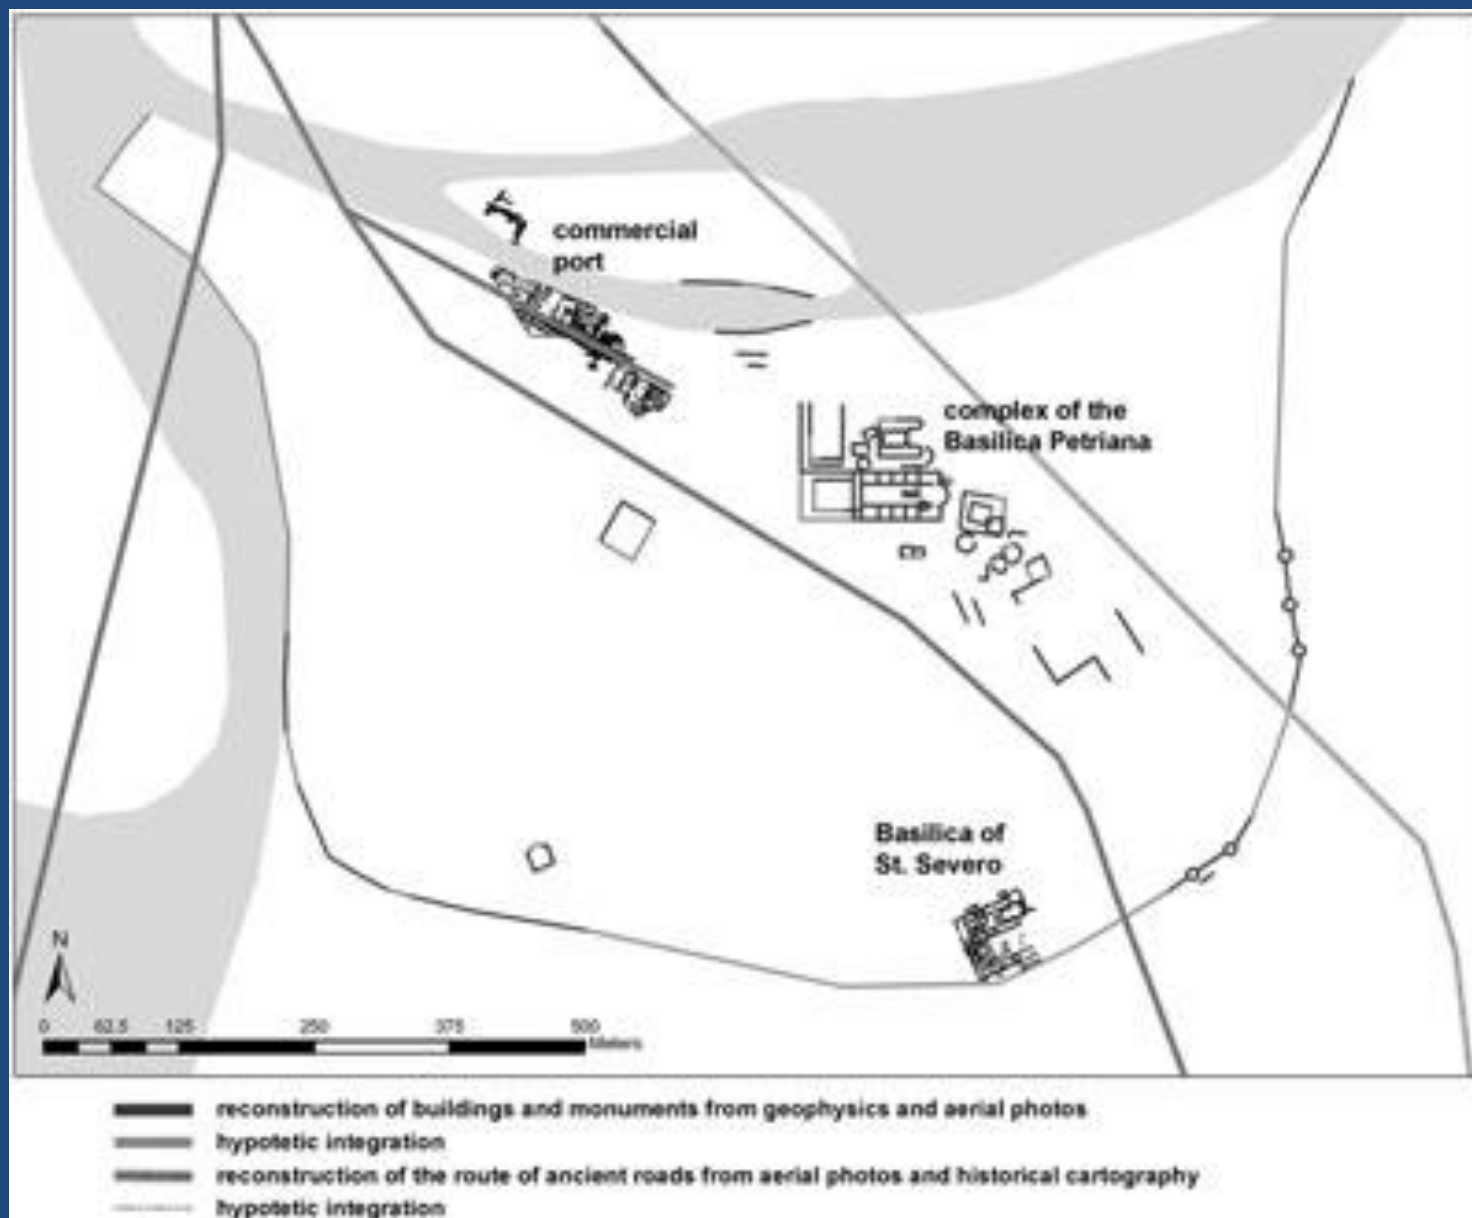 commercial
port
complex of the
Basilica Petriana
Basilica of
St. Severo
N
0 62.5 125 250 375 500
Meters
reconstruction of buildings and monuments from geophysics and aerial photos
hypotetic integration
reconstruction of the route of ancient roads from aerial photos and historical cartography
hypotetic integration